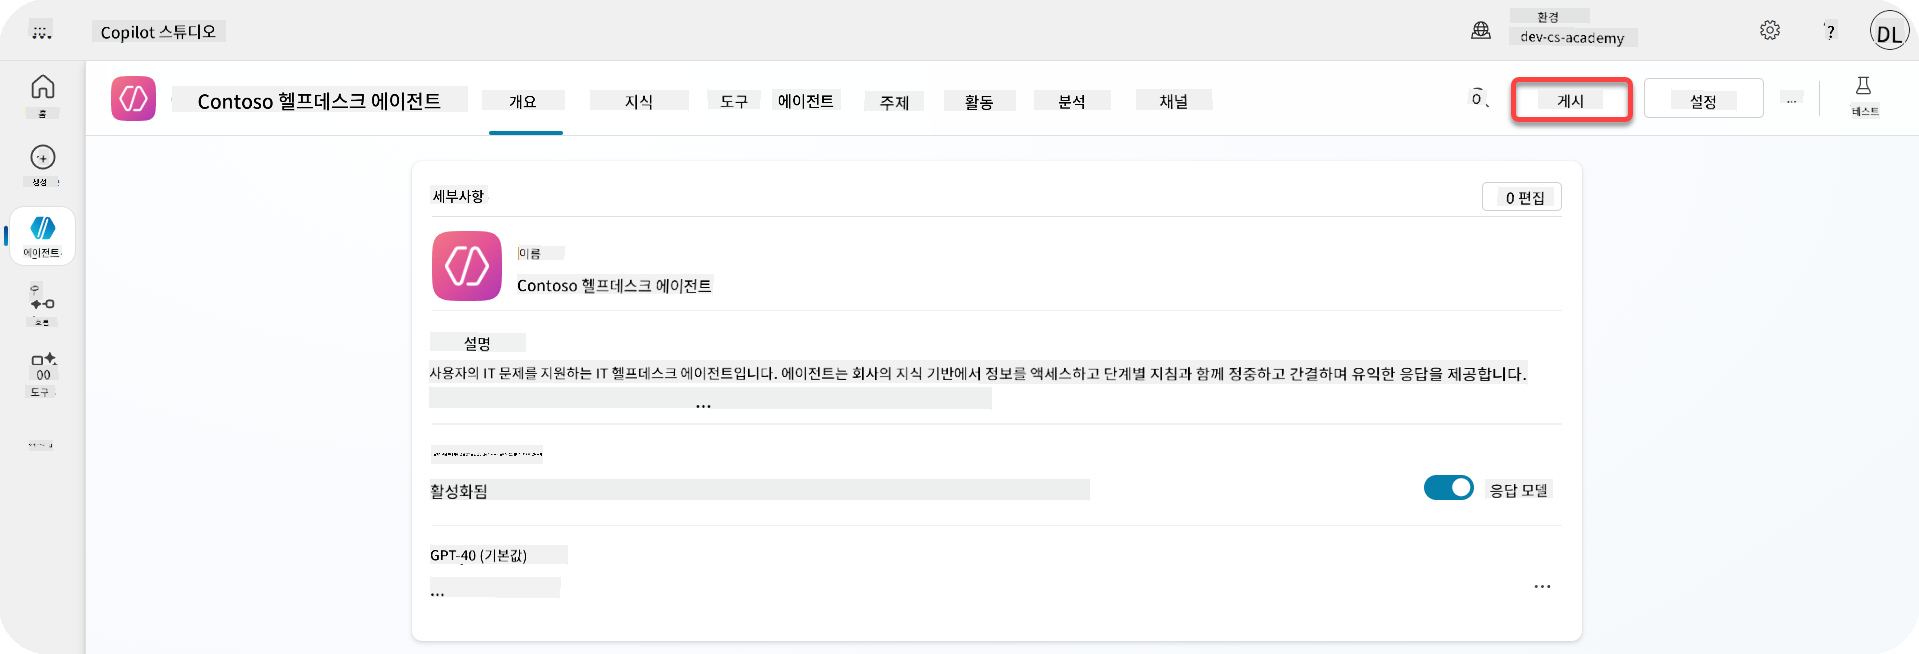 Copilot 스튜디오
환경
dev-cs-academy
?
DL
Contoso 헬프데스크 에이전트
개요
지식
도구
에이전트
주제
활동
분석
채널
게시
설정
...
테스트
홈
생성
에이전트
도구
세부사항
0 편집
이름
Contoso 헬프데스크 에이전트
설명
사용자의 IT 문제를 지원하는 IT 헬프데스크 에이전트입니다. 에이전트는 회사의 지식 기반에서 정보를 액세스하고 단계별 지침과 함께 정중하고 간결하며 유익한 응답을 제공합니다.
...
활성화됨
응답 모델
GPT-40 (기본값)
...